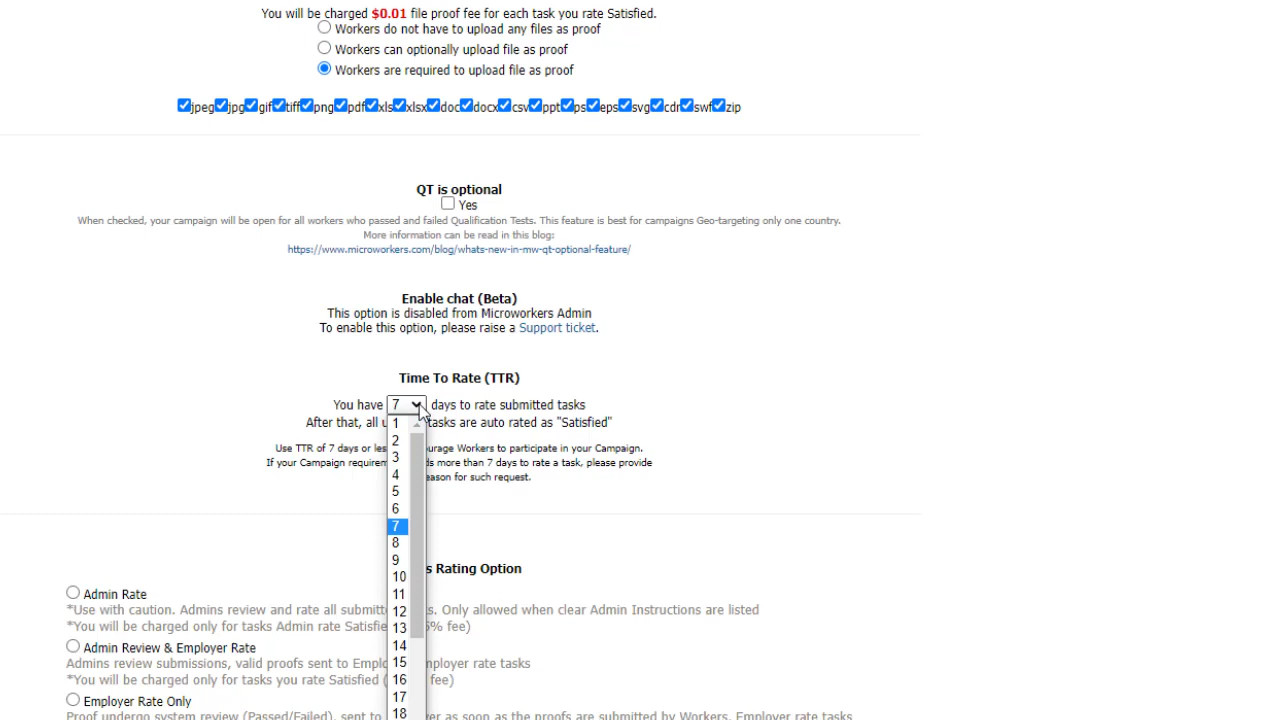 You will be charged $0.01 file proof fee for each task you rate Satisfied.
Workers do not have to upload any files as proof
Workers can optionally upload file as proof
Workers are required to upload file as proof
jpeg jpg gif tiff png pdf xls xlsx doc docx csv ppt ps eps svg cdr swf zip
QT is optional
Yes
When checked, your campaign will be open for all workers who passed and failed Qualification Tests. This feature is best for campaigns Geo-targeting only one country.
More information can be read in this blog:
https://www.microworkers.com/blog/whats-new-in-mw-qt-optional-feature/
Enable chat (Beta)
This option is disabled from Microworkers Admin
To enable this option, please raise a Support ticket.
Time To Rate (TTR)
You have 7 days to rate submitted tasks
After that, all tasks are auto rated as "Satisfied"
Use TTR of 7 days or Workers to participate in your Campaign.
If your Campaign more than 7 days to rate a task, please provide
for such request.
1
2
3
4
5
6
7
8
9
10
11
12
13
14
15
16
17
18
Rating Option
Admin Rate
*Use with caution. Admins review and rate all Only allowed when clear Admin Instructions are listed
*You will be charged only for tasks Admin rate fee)
Admin Review & Employer Rate
Admins review submissions, valid proofs sent to rate tasks
*You will be charged only for tasks you rate Satisfied fee)
Employer Rate Only
Proof undergo system review (Passed/Failed), sent to as soon as the proofs are submitted by Workers. Employer rate tasks